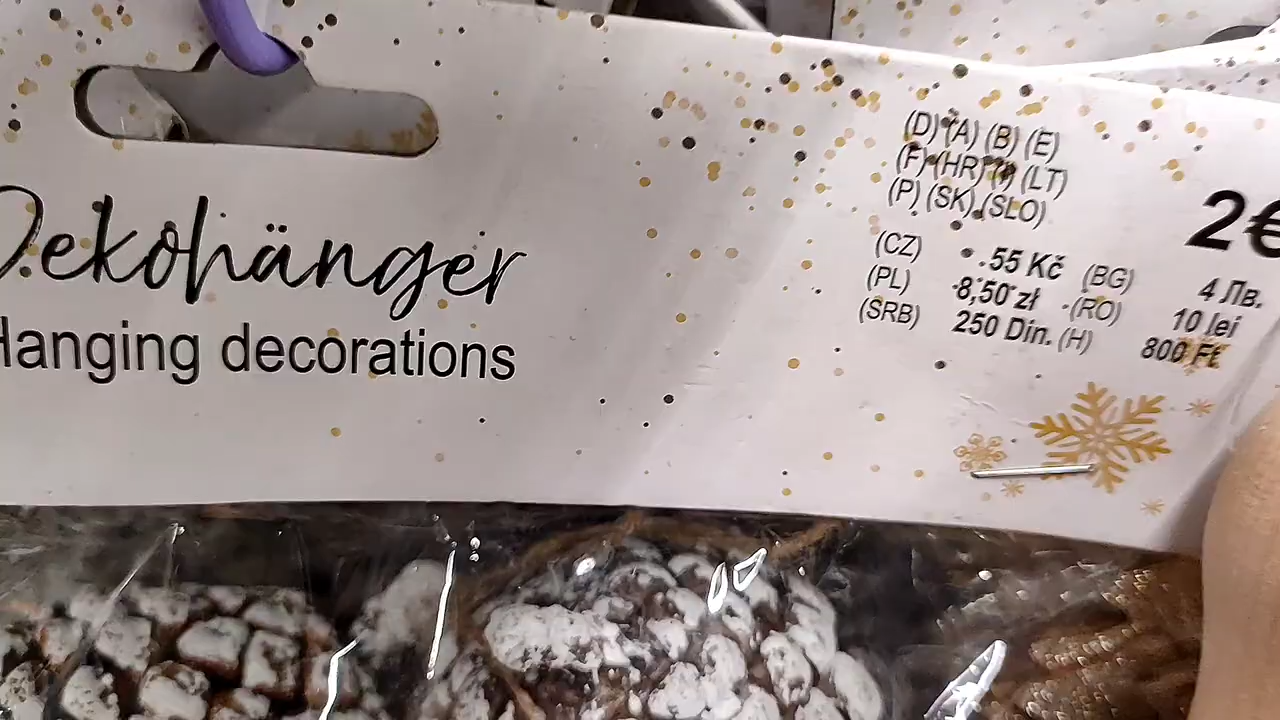 Dekohänger
Hanging decorations
(D) (A) (B) (E)
(F) (HR) (I) (LT)
(P) (SK) (SLO)
2€
(CZ) 55 Kč (BG) 4 Лв.
(PL) 8,50 zł (RO) 10 lei
(SRB) 250 Din. (H) 800 Ft